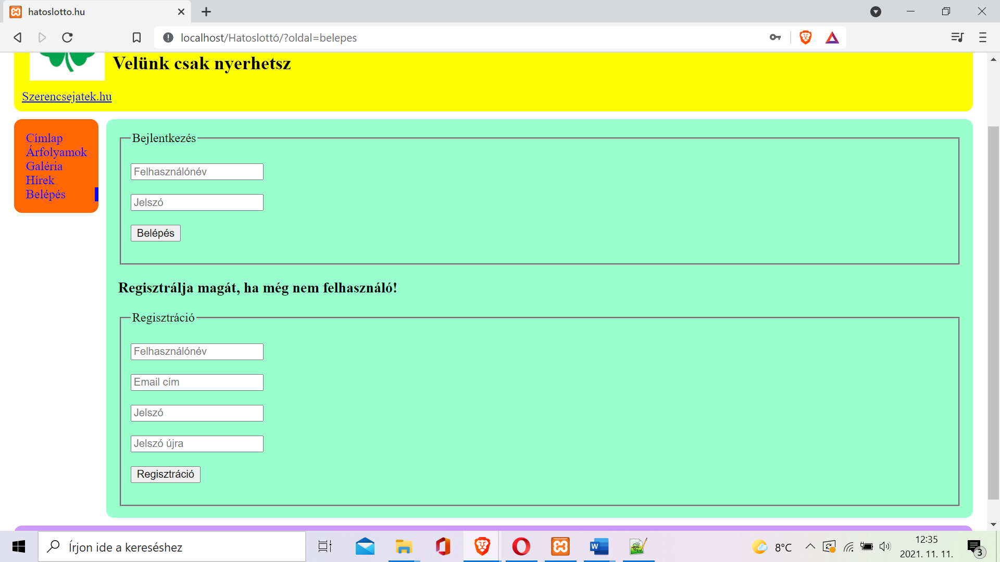 hatoslotto.hu
localhost/Hatoslottó/?oldal=belepes
Velünk csak nyerhetsz
Szerencsejatek.hu
Címlap
Árfolyamok
Galéria
Hírek
Belépés
Bejlentkezés
Felhasználónév
Jelszó
Belépés
Regisztrálja magát, ha még nem felhasználó!
Regisztráció
Felhasználónév
Email cím
Jelszó
Jelszó újra
Regisztráció
Írjon ide a kereséshez
W
8°C
12:35
2021. 11. 11.
3